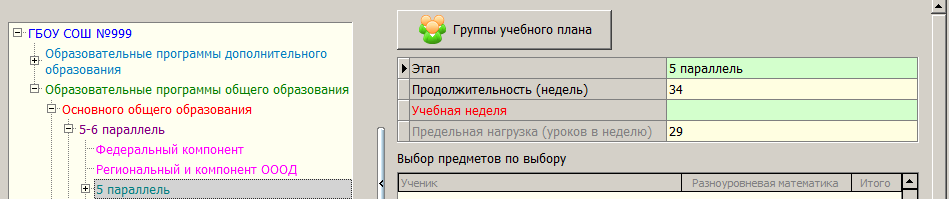 ГБОУ СОШ №999
Образовательные программы дополнительного
образования
Образовательные программы общего образования
Основного общего образования
5-6 параллель
Федеральный компонент
Региональный и компонент ОООД
5 параллель
Группы учебного плана
Этап 5 параллель
Продолжительность (недель) 34
Учебная неделя
Предельная нагрузка (уроков в неделю) 29
Выбор предметов по выбору
Ученик Разноуровневая математика Итого